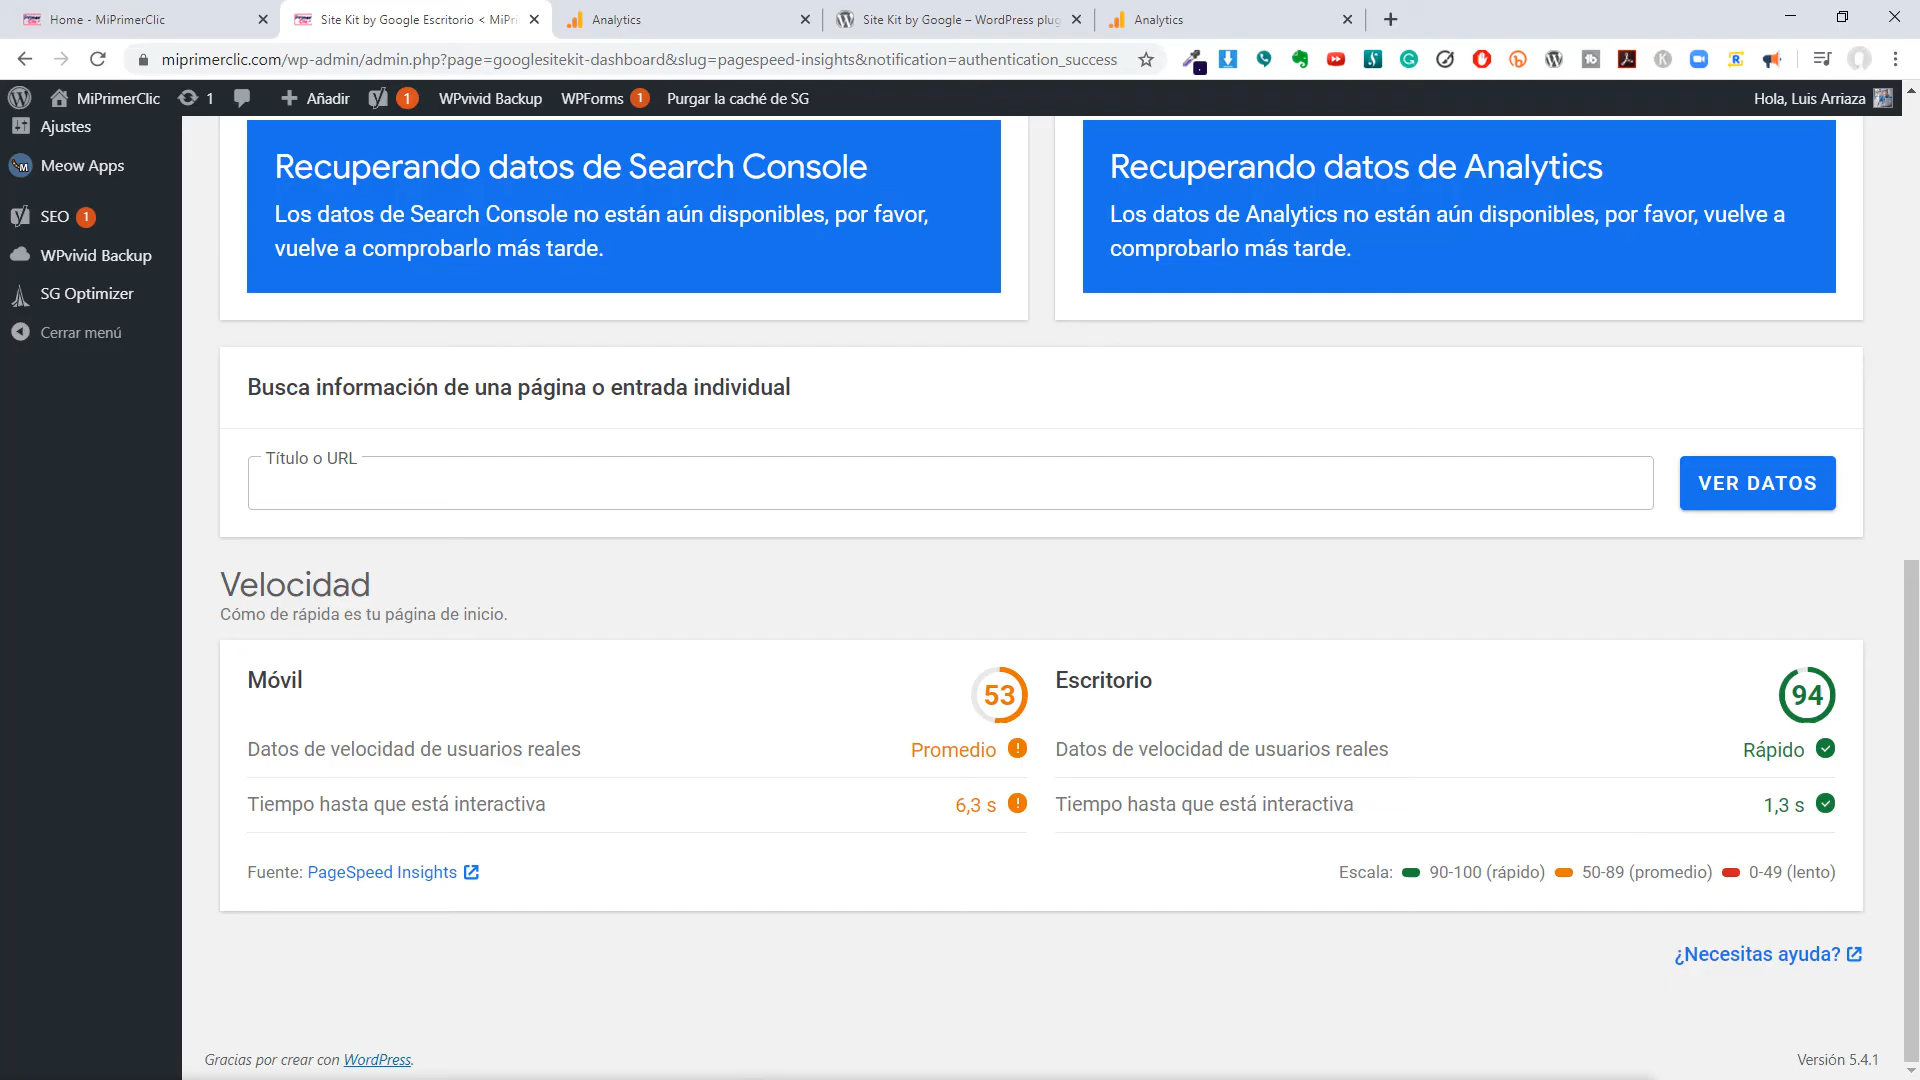 Home - MiPrimerClic
Site Kit by Google Escritorio < MiPri
Analytics
Site Kit by Google – WordPress plug
Analytics
miprimerclic.com/wp-admin/admin.php?page=googlesitekit-dashboard&slug=pagespeed-insights&notification=authentication_success
MiPrimerClic
1
Añadir
1
WPvivid Backup
WPForms 1
Purgar la caché de SG
Hola, Luis Arriaza
Ajustes
Meow Apps
SEO 1
WPvivid Backup
SG Optimizer
Cerrar menú
Recuperando datos de Search Console
Los datos de Search Console no están aún disponibles, por favor,
vuelve a comprobarlo más tarde.
Recuperando datos de Analytics
Los datos de Analytics no están aún disponibles, por favor, vuelve a
comprobarlo más tarde.
Busca información de una página o entrada individual
Título o URL
VER DATOS
Velocidad
Cómo de rápida es tu página de inicio.
Móvil
53
Datos de velocidad de usuarios reales
Promedio
Tiempo hasta que está interactiva
6,3 s
Escritorio
94
Datos de velocidad de usuarios reales
Rápido
Tiempo hasta que está interactiva
1,3 s
Fuente: PageSpeed Insights
Escala: 90-100 (rápido) 50-89 (promedio) 0-49 (lento)
¿Necesitas ayuda?
Gracias por crear con WordPress.
Versión 5.4.1